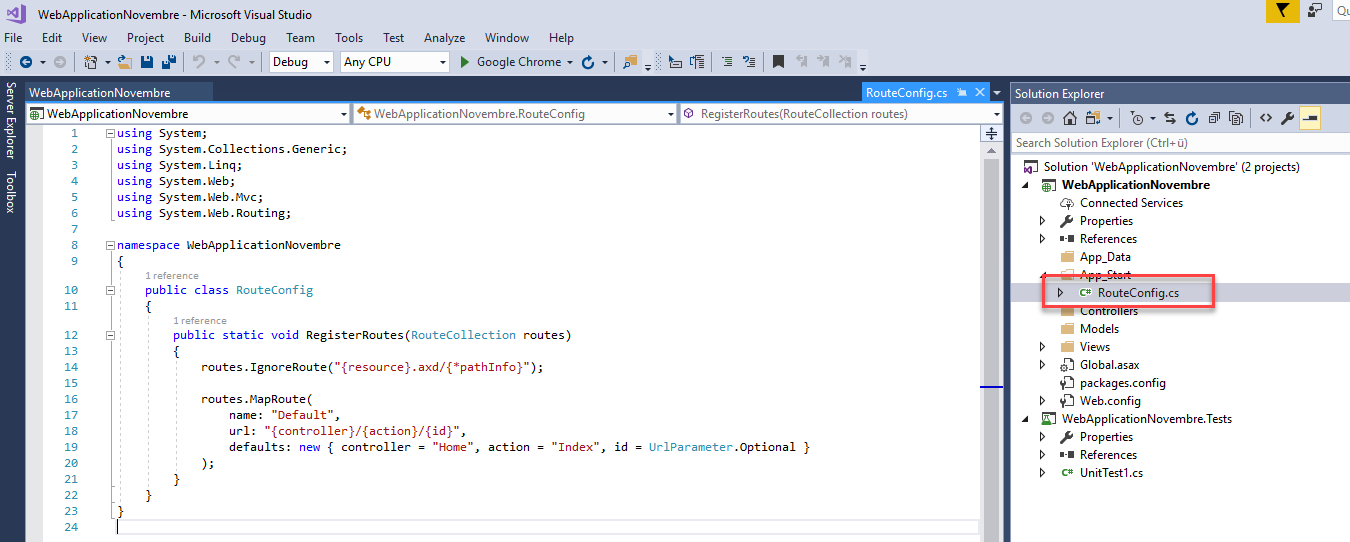 WebApplicationNovembre - Microsoft Visual Studio
File Edit View Project Build Debug Team Tools Test Analyze Window Help
Debug Any CPU Google Chrome
Server Explorer
Toolbox
WebApplicationNovembre
RouteConfig.cs
WebApplicationNovembre
WebApplicationNovembre.RouteConfig
RegisterRoutes(RouteCollection routes)
1 using System;
2 using System.Collections.Generic;
3 using System.Linq;
4 using System.Web;
5 using System.Web.Mvc;
6 using System.Web.Routing;
7
8 namespace WebApplicationNovembre
9 {
1 reference
10 public class RouteConfig
11 {
1 reference
12 public static void RegisterRoutes(RouteCollection routes)
13 {
14 routes.IgnoreRoute("{resource}.axd/{*pathInfo}");
15
16 routes.MapRoute(
17 name: "Default",
18 url: "{controller}/{action}/{id}",
19 defaults: new { controller = "Home", action = "Index", id = UrlParameter.Optional }
20 );
21 }
22 }
23 }
24
Solution Explorer
Search Solution Explorer (Ctrl+ü)
Solution 'WebApplicationNovembre' (2 projects)
WebApplicationNovembre
Connected Services
Properties
References
App_Data
App_Start
C# RouteConfig.cs
Controllers
Models
Views
Global.asax
packages.config
Web.config
WebApplicationNovembre.Tests
Properties
References
C# UnitTest1.cs